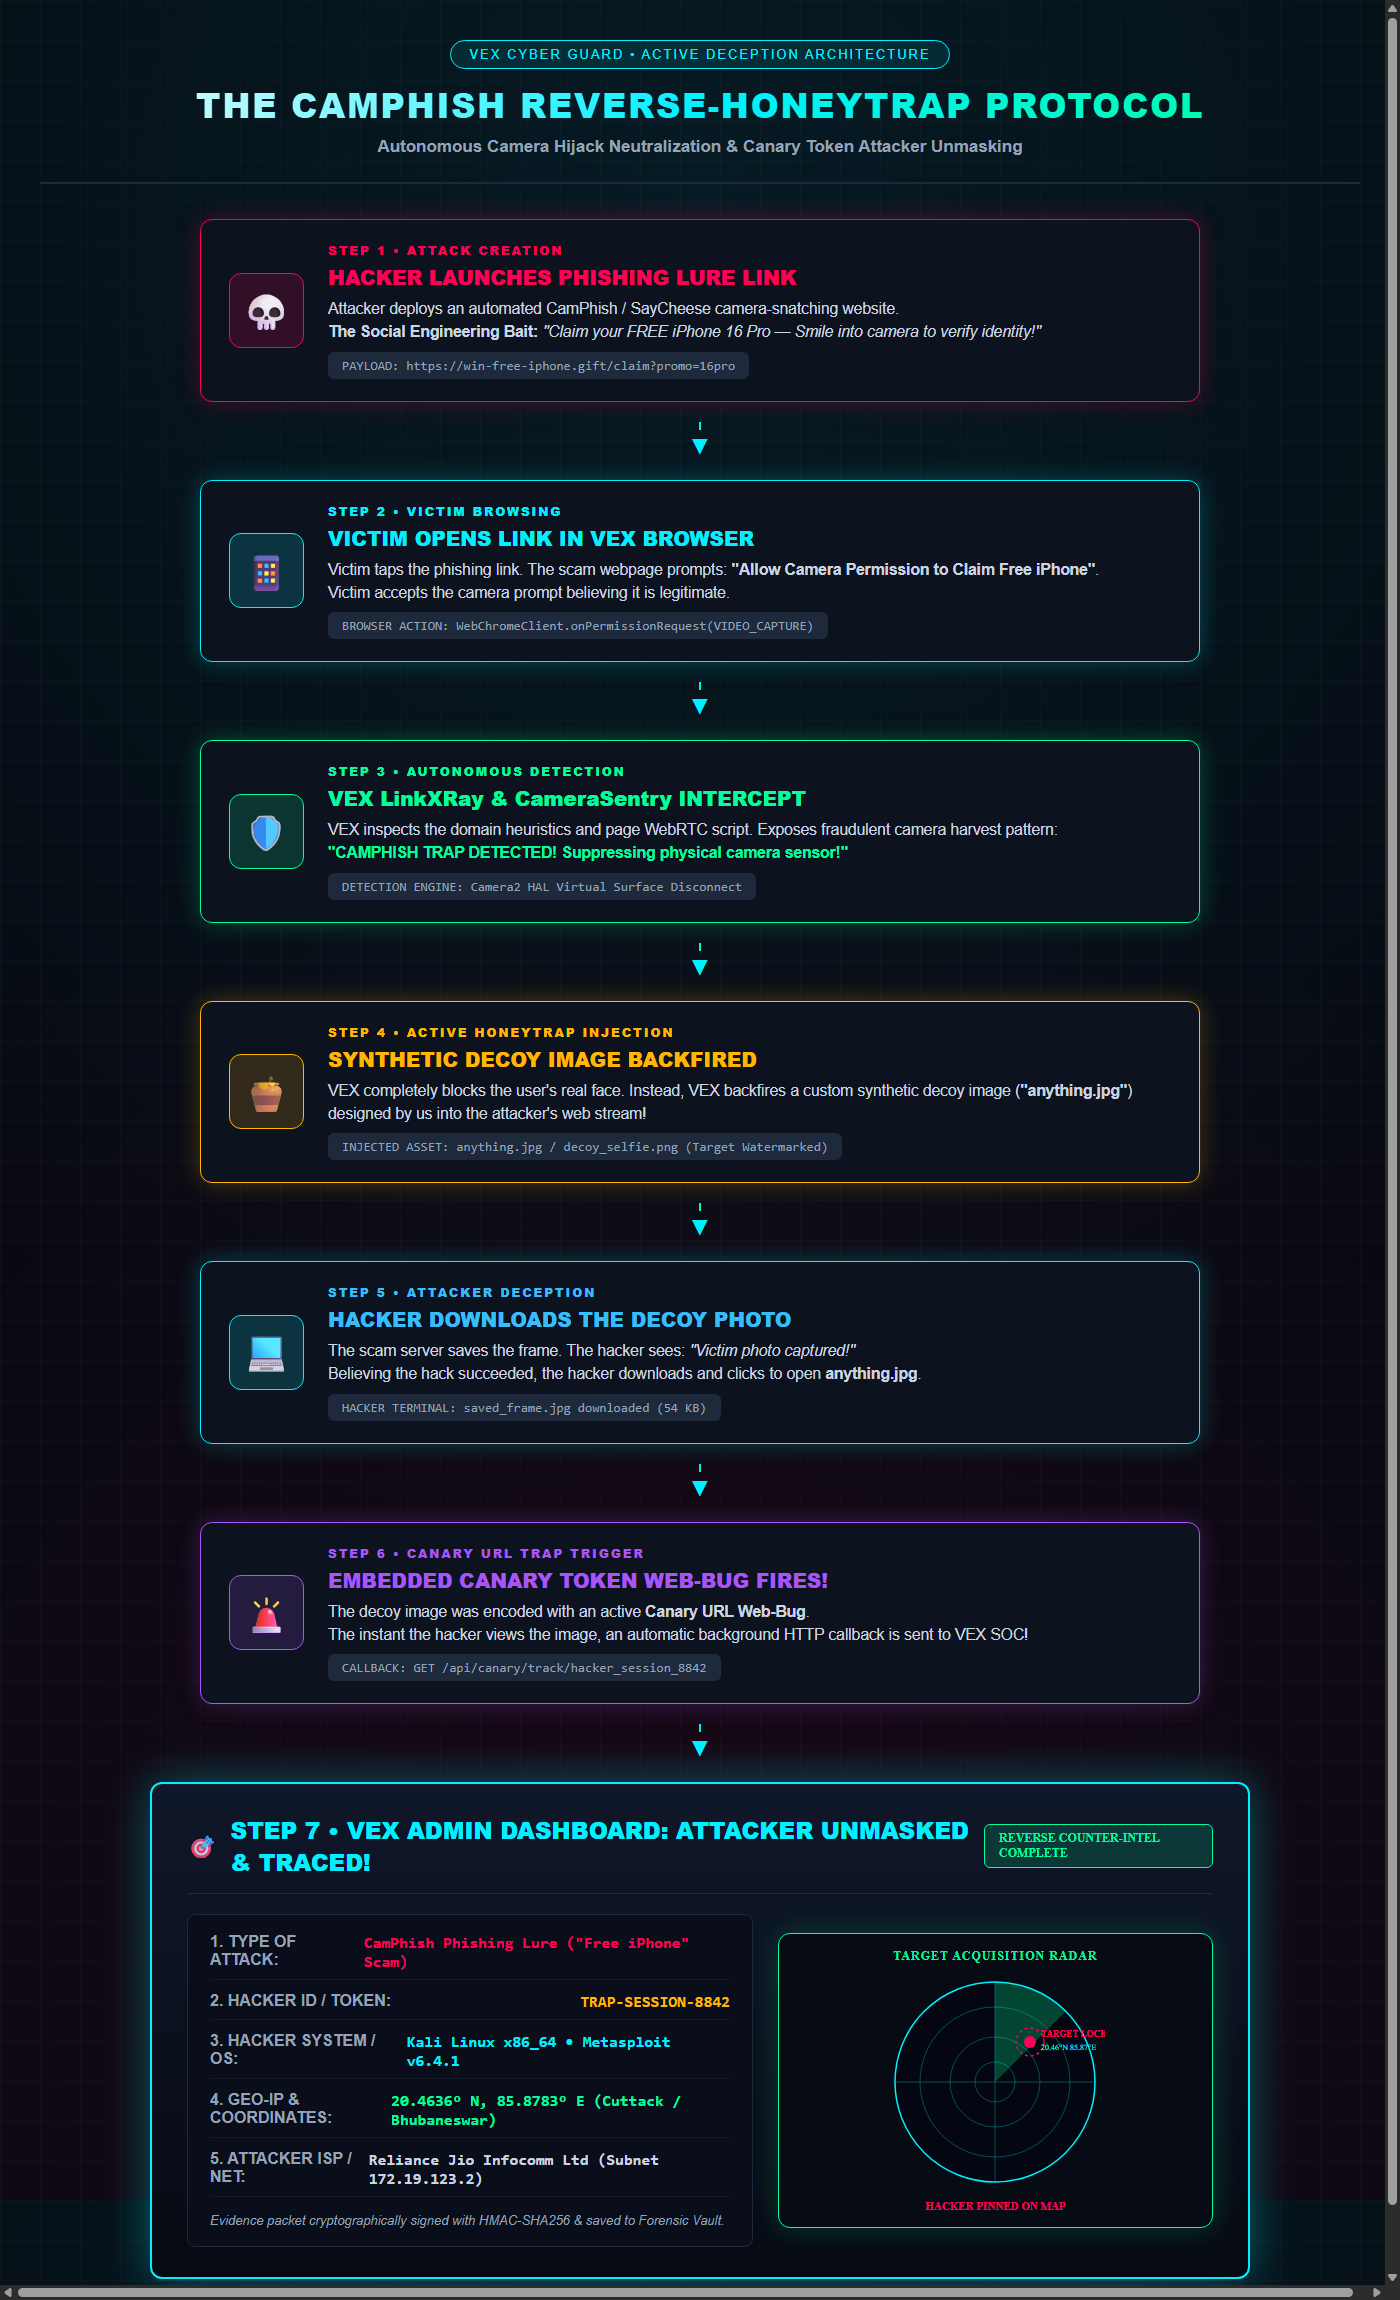 VEX CYBER GUARD • ACTIVE DECEPTION ARCHITECTURE
THE CAMPHISH REVERSE-HONEYTRAP PROTOCOL
Autonomous Camera Hijack Neutralization & Canary Token Attacker Unmasking
STEP 1 • ATTACK CREATION
HACKER LAUNCHES PHISHING LURE LINK
Attacker deploys an automated CamPhish / SayCheese camera-snatching website.
The Social Engineering Bait: "Claim your FREE iPhone 16 Pro — Smile into camera to verify identity!"
PAYLOAD: https://win-free-iphone.gift/claim?promo=16pro
STEP 2 • VICTIM BROWSING
VICTIM OPENS LINK IN VEX BROWSER
Victim taps the phishing link. The scam webpage prompts: "Allow Camera Permission to Claim Free iPhone".
Victim accepts the camera prompt believing it is legitimate.
BROWSER ACTION: WebChromeClient.onPermissionRequest(VIDEO_CAPTURE)
STEP 3 • AUTONOMOUS DETECTION
VEX LinkXRay & CameraSentry INTERCEPT
VEX inspects the domain heuristics and page WebRTC script. Exposes fraudulent camera harvest pattern:
"CAMPHISH TRAP DETECTED! Suppressing physical camera sensor!"
DETECTION ENGINE: Camera2 HAL Virtual Surface Disconnect
STEP 4 • ACTIVE HONEYTRAP INJECTION
SYNTHETIC DECOY IMAGE BACKFIRED
VEX completely blocks the user's real face. Instead, VEX backfires a custom synthetic decoy image ("anything.jpg")
designed by us into the attacker's web stream!
INJECTED ASSET: anything.jpg / decoy_selfie.png (Target Watermarked)
STEP 5 • ATTACKER DECEPTION
HACKER DOWNLOADS THE DECOY PHOTO
The scam server saves the frame. The hacker sees: "Victim photo captured!"
Believing the hack succeeded, the hacker downloads and clicks to open anything.jpg.
HACKER TERMINAL: saved_frame.jpg downloaded (54 KB)
STEP 6 • CANARY URL TRAP TRIGGER
EMBEDDED CANARY TOKEN WEB-BUG FIRES!
The decoy image was encoded with an active Canary URL Web-Bug.
The instant the hacker views the image, an automatic background HTTP callback is sent to VEX SOC!
CALLBACK: GET /api/canary/track/hacker_session_8842
STEP 7 • VEX ADMIN DASHBOARD: ATTACKER UNMASKED
& TRACED!
REVERSE COUNTER-INTEL
COMPLETE
1. TYPE OF
ATTACK:
CamPhish Phishing Lure ("Free iPhone"
Scam)
2. HACKER ID / TOKEN:
TRAP-SESSION-8842
3. HACKER SYSTEM /
OS:
Kali Linux x86_64 • Metasploit
v6.4.1
4. GEO-IP &
COORDINATES:
20.4636° N, 85.8783° E (Cuttack /
Bhubaneswar)
5. ATTACKER ISP /
NET:
Reliance Jio Infocomm Ltd (Subnet
172.19.123.2)
Evidence packet cryptographically signed with HMAC-SHA256 & saved to Forensic Vault.
TARGET ACQUISITION RADAR
TARGET LOCK
20.46°N 85.87°E
HACKER PINNED ON MAP